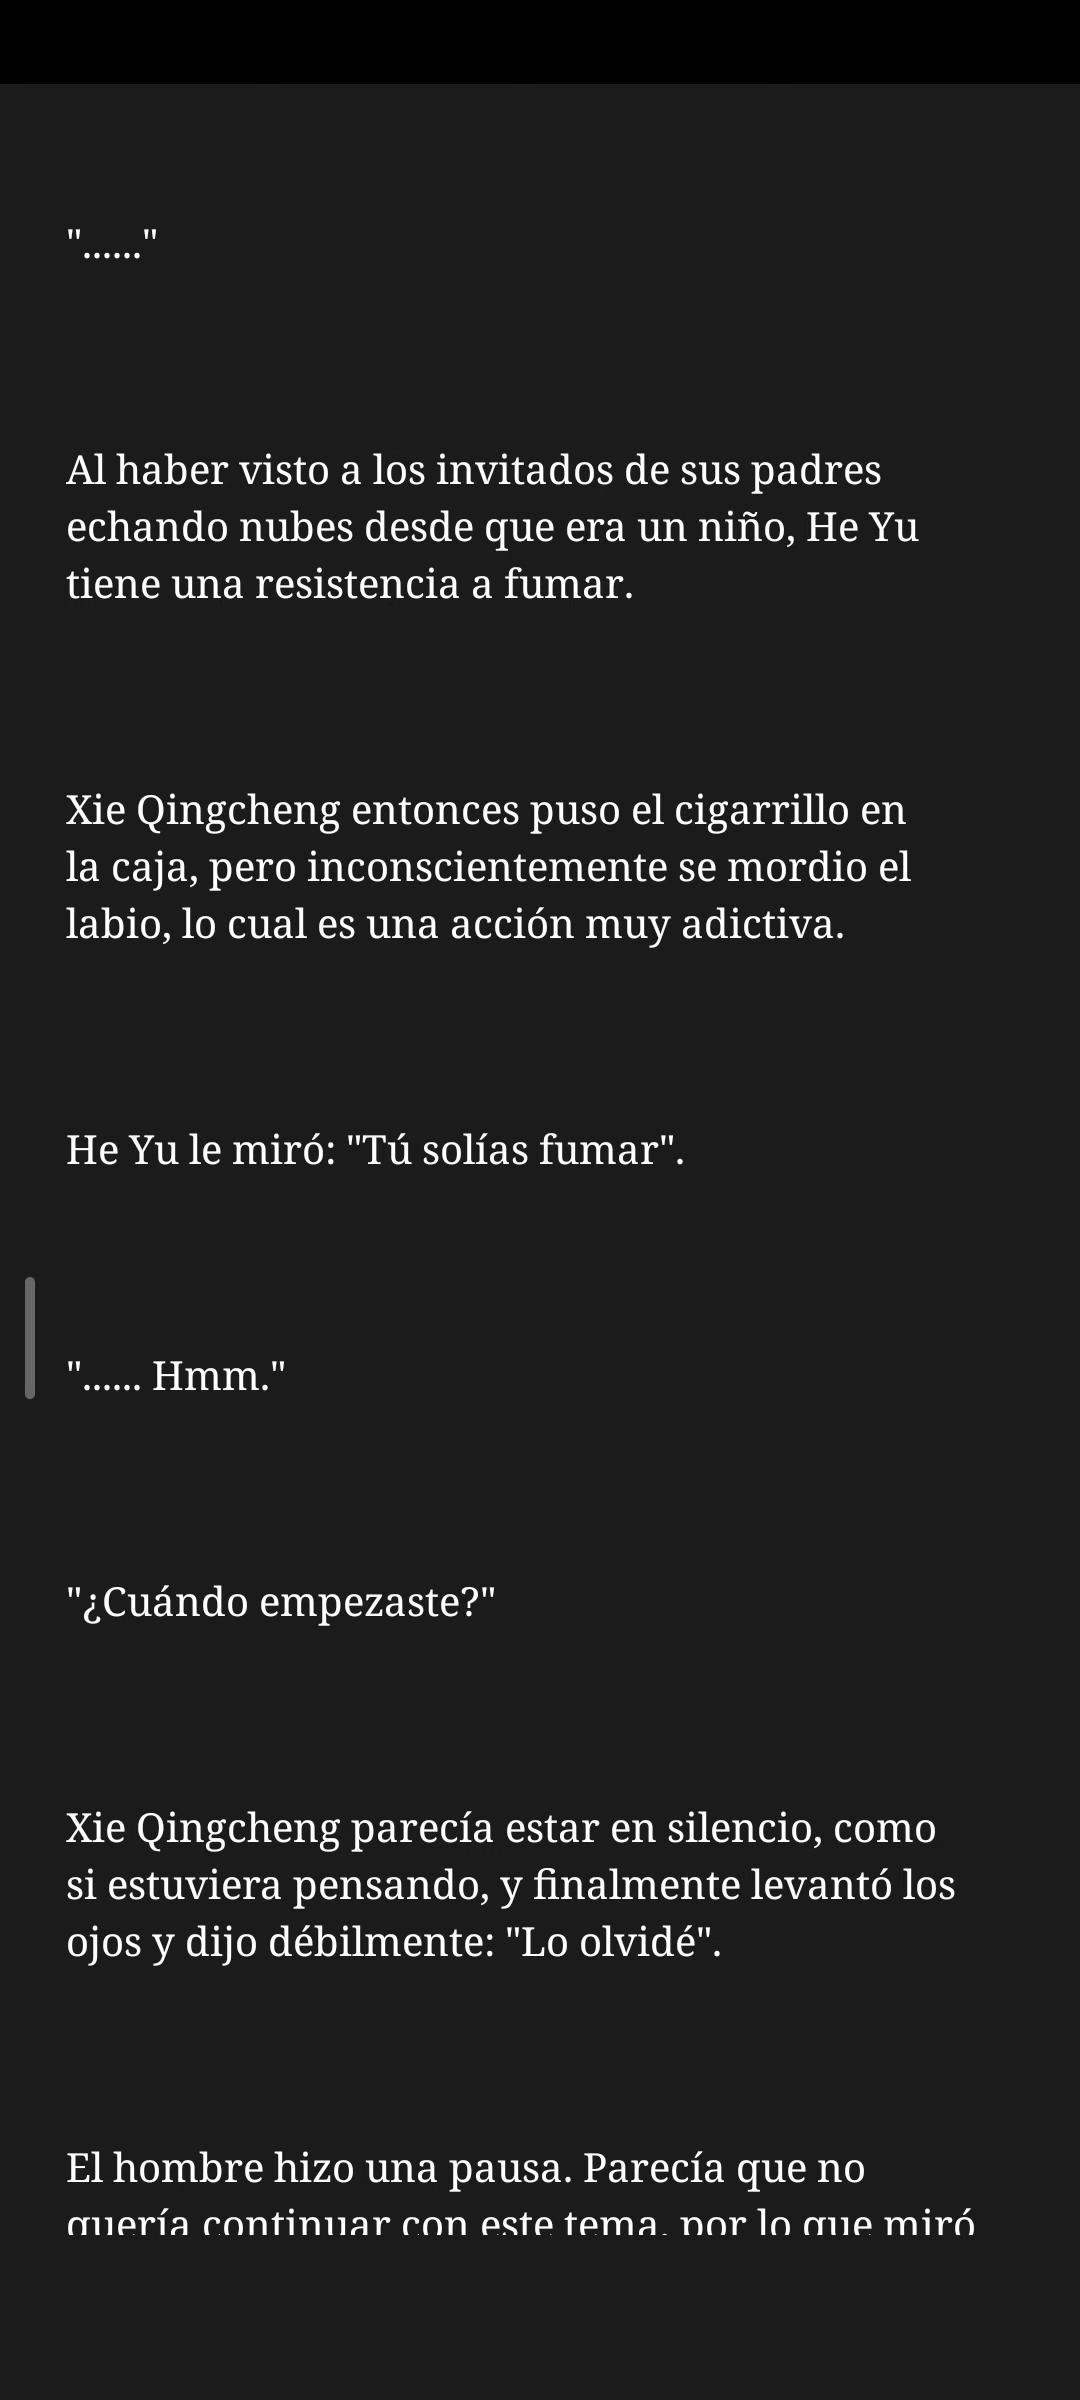 "......"
Al haber visto a los invitados de sus padres
echando nubes desde que era un niño, He Yu
tiene una resistencia a fumar.
Xie Qingcheng entonces puso el cigarrillo en
la caja, pero inconscientemente se mordio el
labio, lo cual es una acción muy adictiva.
He Yu le miró: "Tú solías fumar".
"...... Hmm."
"¿Cuándo empezaste?"
Xie Qingcheng parecía estar en silencio, como
si estuviera pensando, y finalmente levantó los
ojos y dijo débilmente: "Lo olvidé".
El hombre hizo una pausa. Parecía que no
quería continuar con este tema, por lo que miró